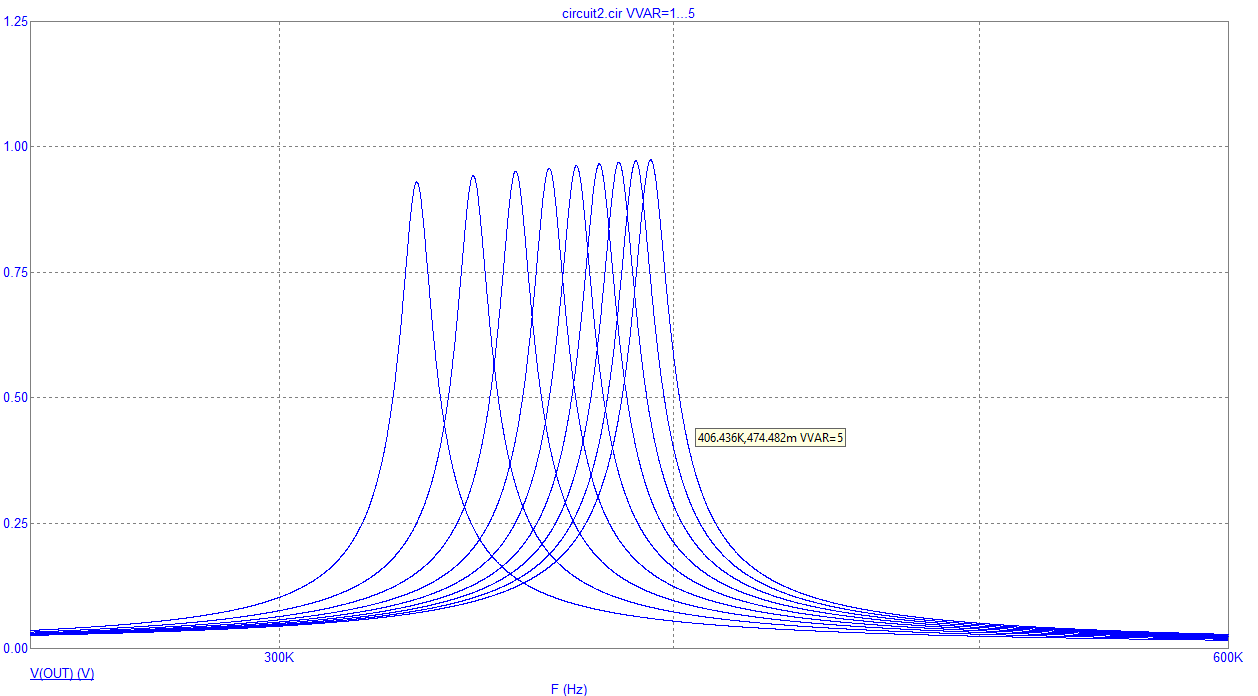 circuit2.cir VVAR=1...5
1.25
1.00
0.75
0.50
406.436K,474.482m VVAR=5
0.25
0.00
300K
600K
V(OUT) (V)
F (Hz)